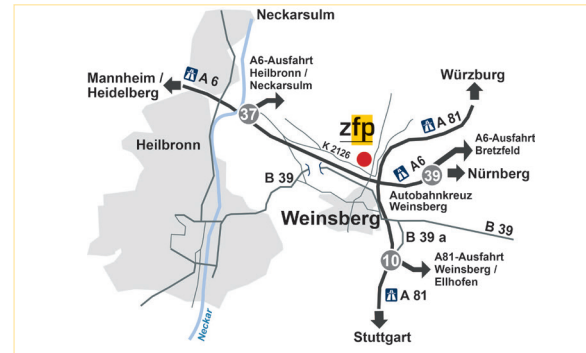 Neckarsulm
A6-Ausfahrt
Heilbronn /
Neckarsulm
Mannheim /
Heidelberg
A 6
37
Würzburg
A 81
zfp
K 2126
A6-Ausfahrt
Bretzfeld
A6
39
Nürnberg
Heilbronn
B 39
Autobahnkreuz
Weinsberg
Weinsberg
B 39
B 39 a
10
A81-Ausfahrt
Weinsberg /
Ellhofen
A 81
Neckar
Stuttgart